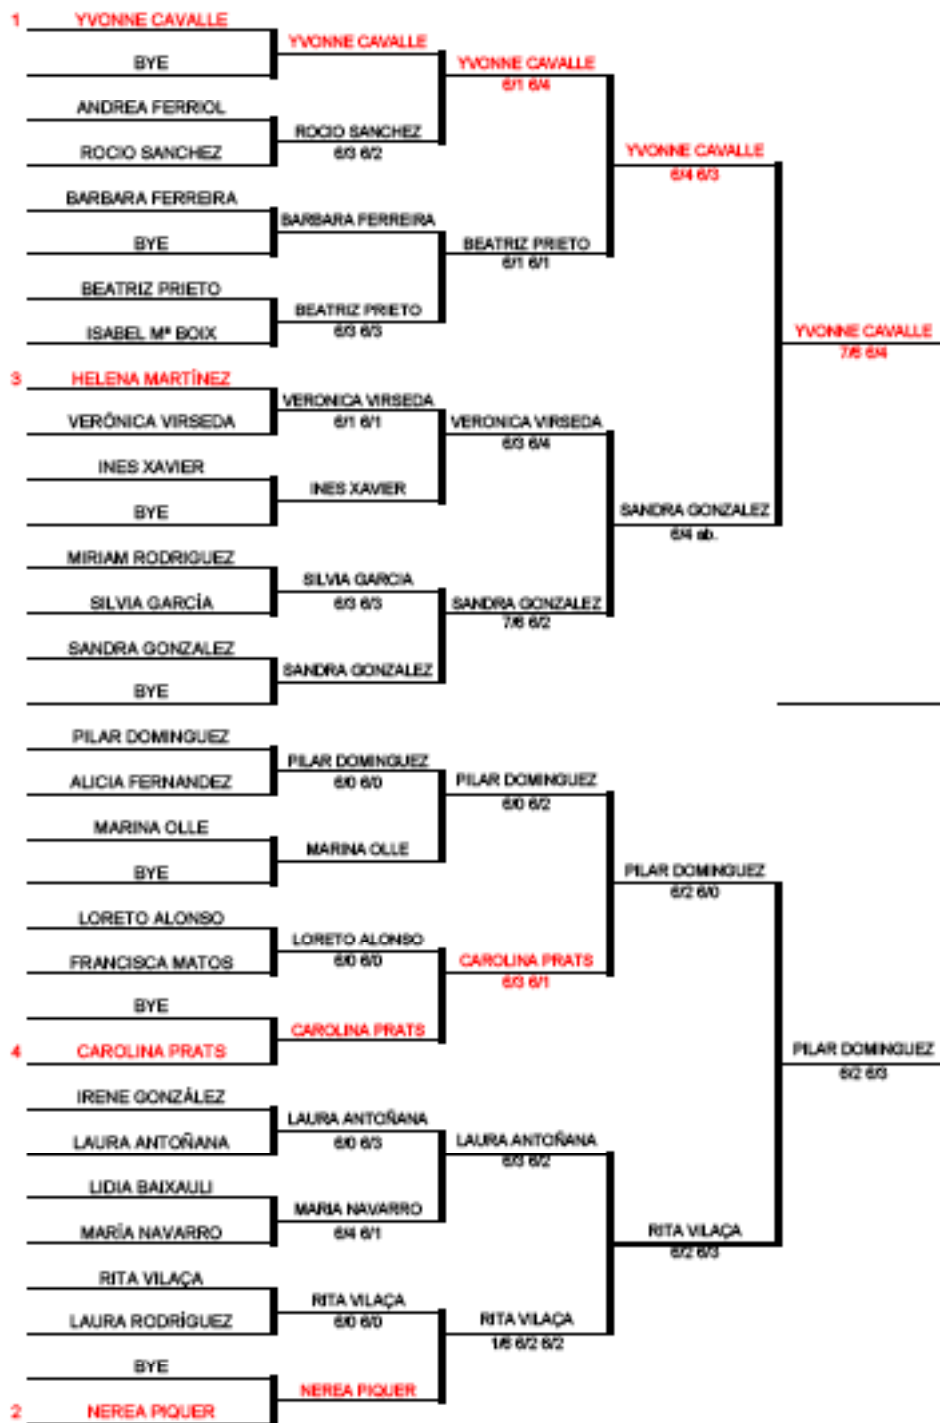 1 YVONNE CAVALLE
BYE
ANDREA FERRIOL
ROCIO SANCHEZ
BARBARA FERREIRA
BYE
BEATRIZ PRIETO
ISABEL Mª BOIX
3 HELENA MARTÍNEZ
VERÓNICA VIRSEDA
INES XAVIER
BYE
MIRIAM RODRIGUEZ
SILVIA GARCÍA
SANDRA GONZALEZ
BYE
PILAR DOMINGUEZ
ALICIA FERNANDEZ
MARINA OLLE
BYE
LORETO ALONSO
FRANCISCA MATOS
BYE
4 CAROLINA PRATS
IRENE GONZÁLEZ
LAURA ANTOÑANA
LIDIA BAIXAULI
MARÍA NAVARRO
RITA VILAÇA
LAURA RODRÍGUEZ
BYE
2 NEREA PIQUER
YVONNE CAVALLE
ROCIO SANCHEZ
6/3 6/2
BARBARA FERREIRA
BEATRIZ PRIETO
6/3 6/3
VERONICA VIRSEDA
6/1 6/1
INES XAVIER
SILVIA GARCIA
6/3 6/3
SANDRA GONZALEZ
PILAR DOMINGUEZ
6/0 6/0
MARINA OLLE
LORETO ALONSO
6/0 6/0
CAROLINA PRATS
LAURA ANTOÑANA
6/0 6/3
MARIA NAVARRO
6/4 6/1
RITA VILAÇA
6/0 6/0
NEREA PIQUER
YVONNE CAVALLE
6/1 6/4
BEATRIZ PRIETO
6/1 6/1
VERONICA VIRSEDA
6/3 6/4
SANDRA GONZALEZ
7/6 6/2
PILAR DOMINGUEZ
6/0 6/2
CAROLINA PRATS
6/3 6/1
LAURA ANTOÑANA
6/3 6/2
RITA VILAÇA
1/6 6/2 6/2
YVONNE CAVALLE
6/4 6/3
SANDRA GONZALEZ
6/4 ab.
PILAR DOMINGUEZ
6/2 6/0
RITA VILAÇA
6/2 6/3
YVONNE CAVALLE
7/6 6/4
PILAR DOMINGUEZ
6/2 6/3